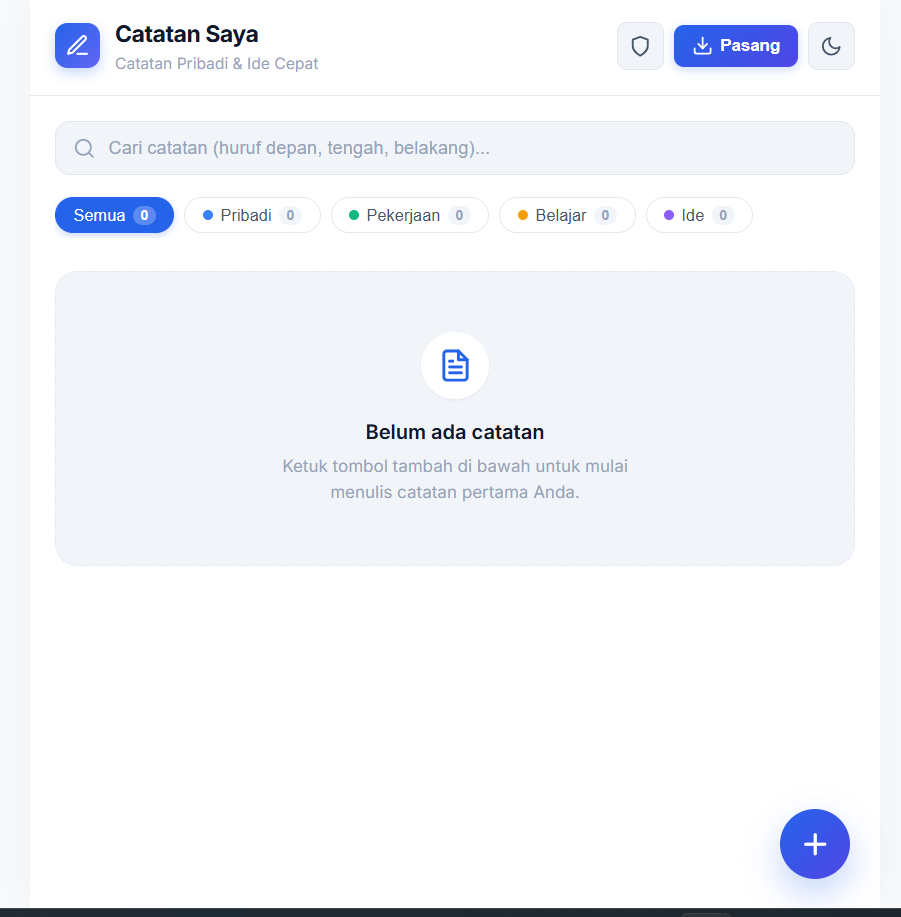 Catatan Saya
Catatan Pribadi & Ide Cepat
Pasang
Cari catatan (huruf depan, tengah, belakang)...
Semua 0
Pribadi 0
Pekerjaan 0
Belajar 0
Ide 0
Belum ada catatan
Ketuk tombol tambah di bawah untuk mulai
menulis catatan pertama Anda.